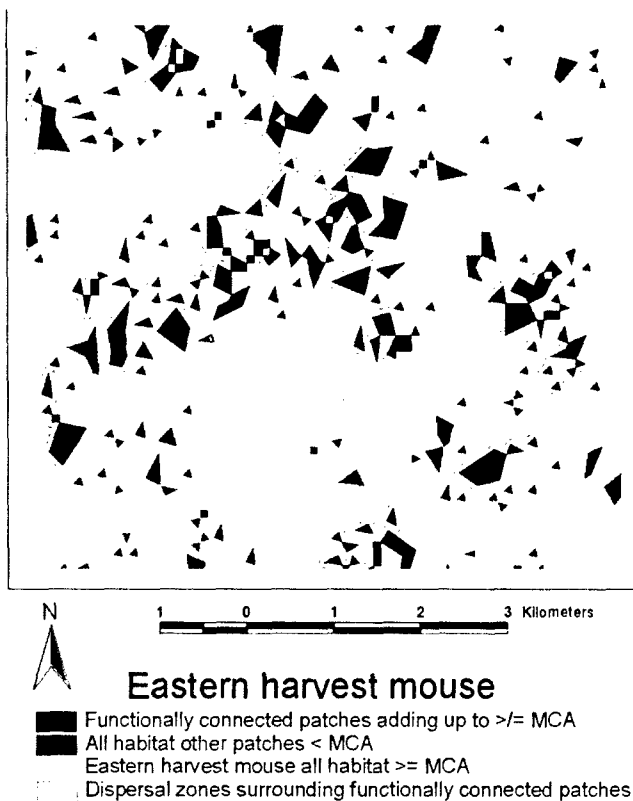 N
1 0 1 2 3 Kilometers
Eastern harvest mouse
Functionally connected patches adding up to >/= MCA
All habitat other patches < MCA
Eastern harvest mouse all habitat >= MCA
Dispersal zones surrounding functionally connected patches